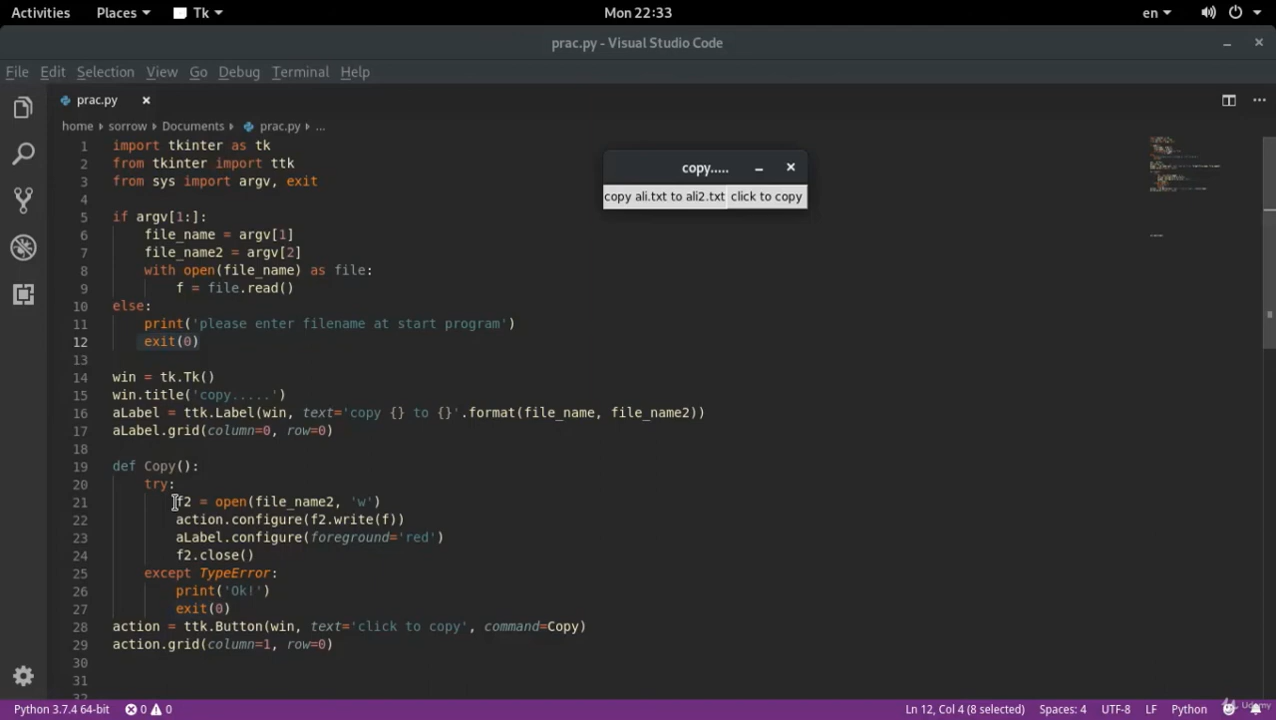 Activities Places Tk Mon 22:33 en
prac.py - Visual Studio Code
File Edit Selection View Go Debug Terminal Help
prac.py
home › sorrow › Documents › prac.py › ...
1 import tkinter as tk
2 from tkinter import ttk
3 from sys import argv, exit
4
5 if argv[1:]:
6 file_name = argv[1]
7 file_name2 = argv[2]
8 with open(file_name) as file:
9 f = file.read()
10 else:
11 print('please enter filename at start program')
12 exit(0)
13
14 win = tk.Tk()
15 win.title('copy.....')
16 aLabel = ttk.Label(win, text='copy {} to {}'.format(file_name, file_name2))
17 aLabel.grid(column=0, row=0)
18
19 def Copy():
20 try:
21 f2 = open(file_name2, 'w')
22 action.configure(f2.write(f))
23 aLabel.configure(foreground='red')
24 f2.close()
25 except TypeError:
26 print('Ok!')
27 exit(0)
28 action = ttk.Button(win, text='click to copy', command=Copy)
29 action.grid(column=1, row=0)
30
31
32
copy.....
copy ali.txt to ali2.txt click to copy
Python 3.7.4 64-bit 0 0 Ln 12, Col 4 (8 selected) Spaces: 4 UTF-8 LF Python
Udemy